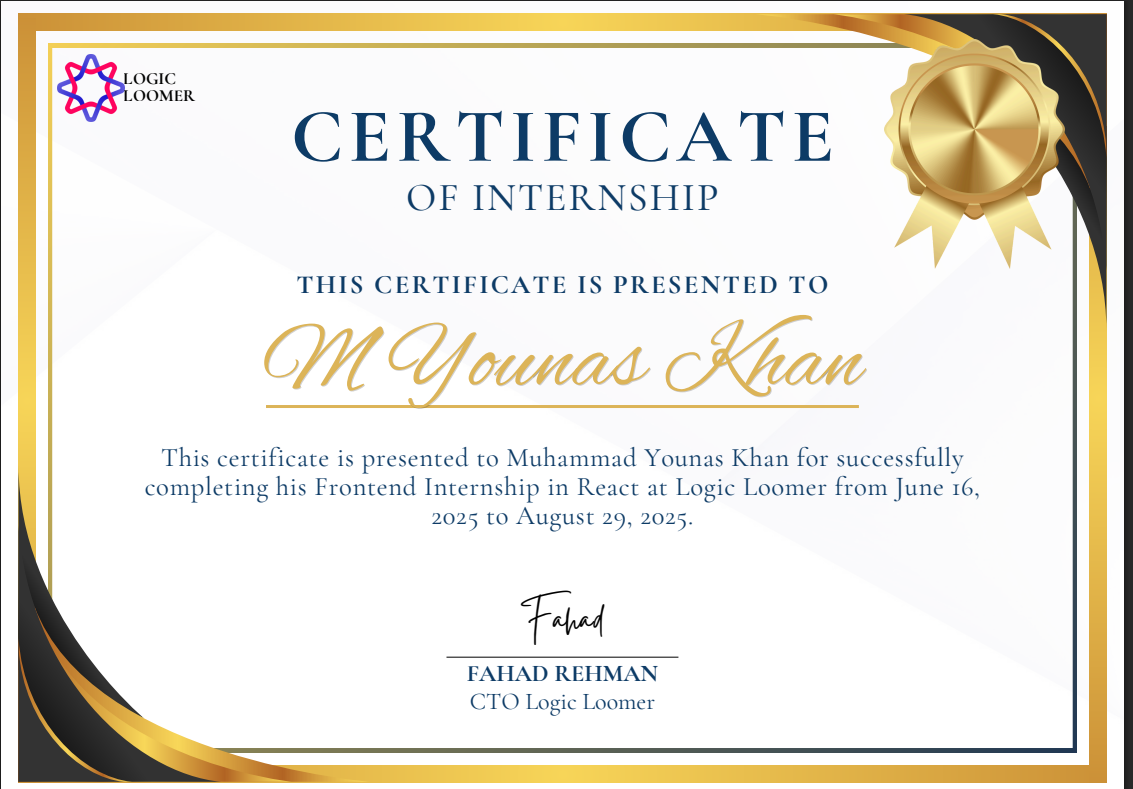 LOGIC
LOOMER
CERTIFICATE
OF INTERNSHIP
THIS CERTIFICATE IS PRESENTED TO
M Younas Khan
This certificate is presented to Muhammad Younas Khan for successfully
completing his Frontend Internship in React at Logic Loomer from June 16,
2025 to August 29, 2025.
Fahad
FAHAD REHMAN
CTO Logic Loomer